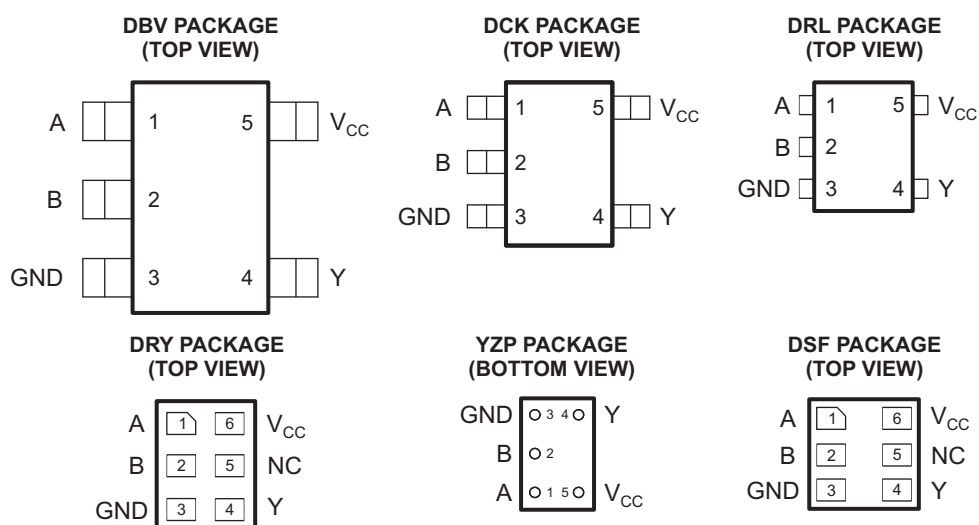 DBV PACKAGE
(TOP VIEW)
A 1 5 VCC
B 2
GND 3 4 Y
DCK PACKAGE
(TOP VIEW)
A 1 5 VCC
B 2
GND 3 4 Y
DRL PACKAGE
(TOP VIEW)
A 1 5 VCC
B 2
GND 3 4 Y
DRY PACKAGE
(TOP VIEW)
A 1 6 VCC
B 2 5 NC
GND 3 4 Y
YZP PACKAGE
(BOTTOM VIEW)
GND 3 4 Y
B 2
A 1 5 VCC
DSF PACKAGE
(TOP VIEW)
A 1 6 VCC
B 2 5 NC
GND 3 4 Y